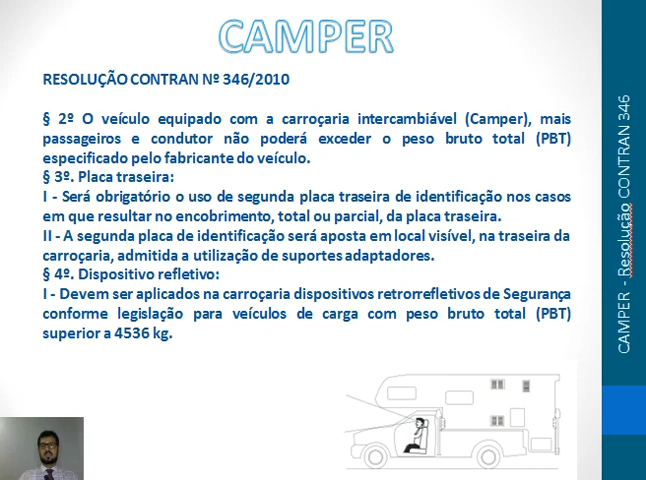 CAMPER
RESOLUÇÃO CONTRAN Nº 346/2010
§ 2º O veículo equipado com a carroçaria intercambiável (Camper), mais
passageiros e condutor não poderá exceder o peso bruto total (PBT)
especificado pelo fabricante do veículo.
§ 3º. Placa traseira:
I - Será obrigatório o uso de segunda placa traseira de identificação nos casos
em que resultar no encobrimento, total ou parcial, da placa traseira.
II - A segunda placa de identificação será aposta em local visível, na traseira da
carroçaria, admitida a utilização de suportes adaptadores.
§ 4º. Dispositivo refletivo:
I - Devem ser aplicados na carroçaria dispositivos retrorrefletivos de Segurança
conforme legislação para veículos de carga com peso bruto total (PBT)
superior a 4536 kg.
CAMPER - Resolução CONTRAN 346